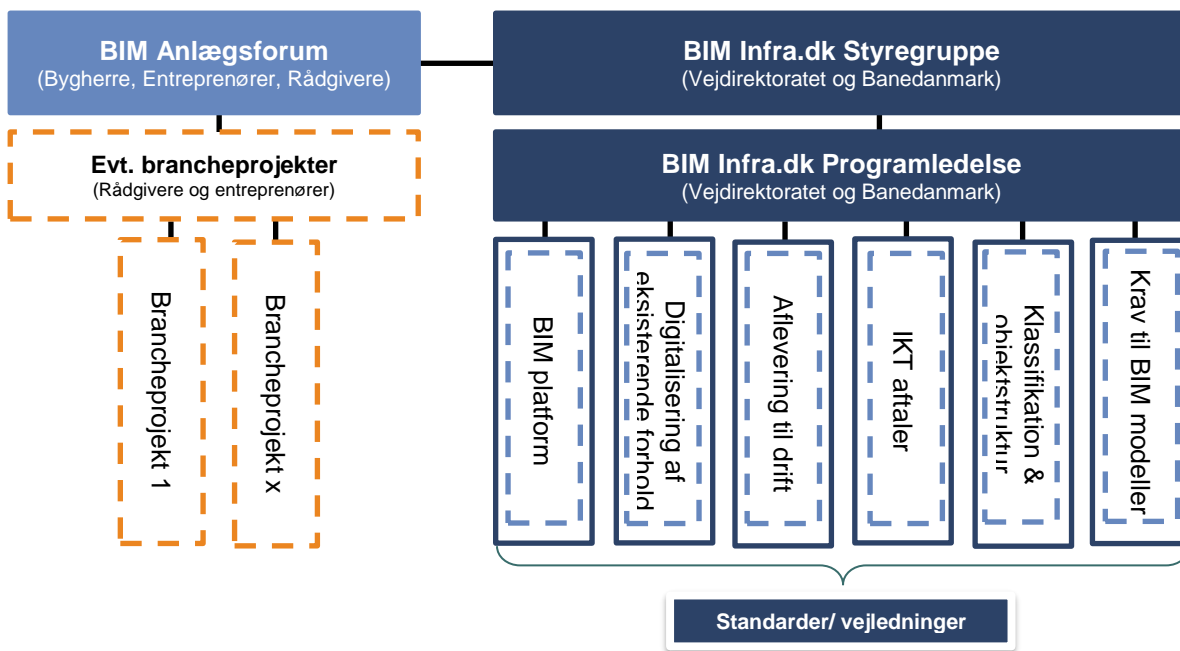 BIM Anlægsforum
(Bygherre, Entreprenører, Rådgivere)
BIM Infra.dk Styregruppe
(Vejdirektoratet og Banedanmark)
Evt. brancheprojekter
(Rådgivere og entreprenører)
BIM Infra.dk Programledelse
(Vejdirektoratet og Banedanmark)
Brancheprojekt 1
Brancheprojekt x
BIM platform
Digitalisering af
eksisterende forhold
Aflevering til drift
IKT aftaler
Klassifikation &
objektstruktur
Krav til BIM modeller
Standarder/ vejledninger